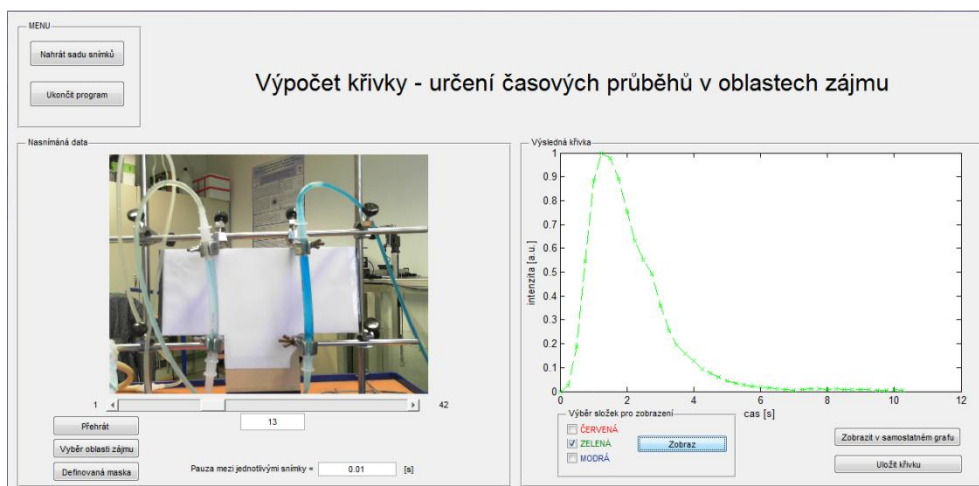 MENU
Nahrát sadu snímků
Ukončit program
Výpočet křivky - určení časových průběhů v oblastech zájmu
Nasnímáná data
1
42
13
Přehrát
Vyběr oblasti zájmu
Definovaná maska
Pauza mezi jednotlivými snímky =
0.01
[s]
Výsledná křivka
intenzita [a.u.]
1
0.9
0.8
0.7
0.6
0.5
0.4
0.3
0.2
0.1
0
0 2 4 6 8 10 12
cas [s]
Výběr složek pro zobrazení
ČERVENÁ
ZELENÁ
MODRÁ
Zobraz
Zobrazit v samostatném grafu
Uložit křivku